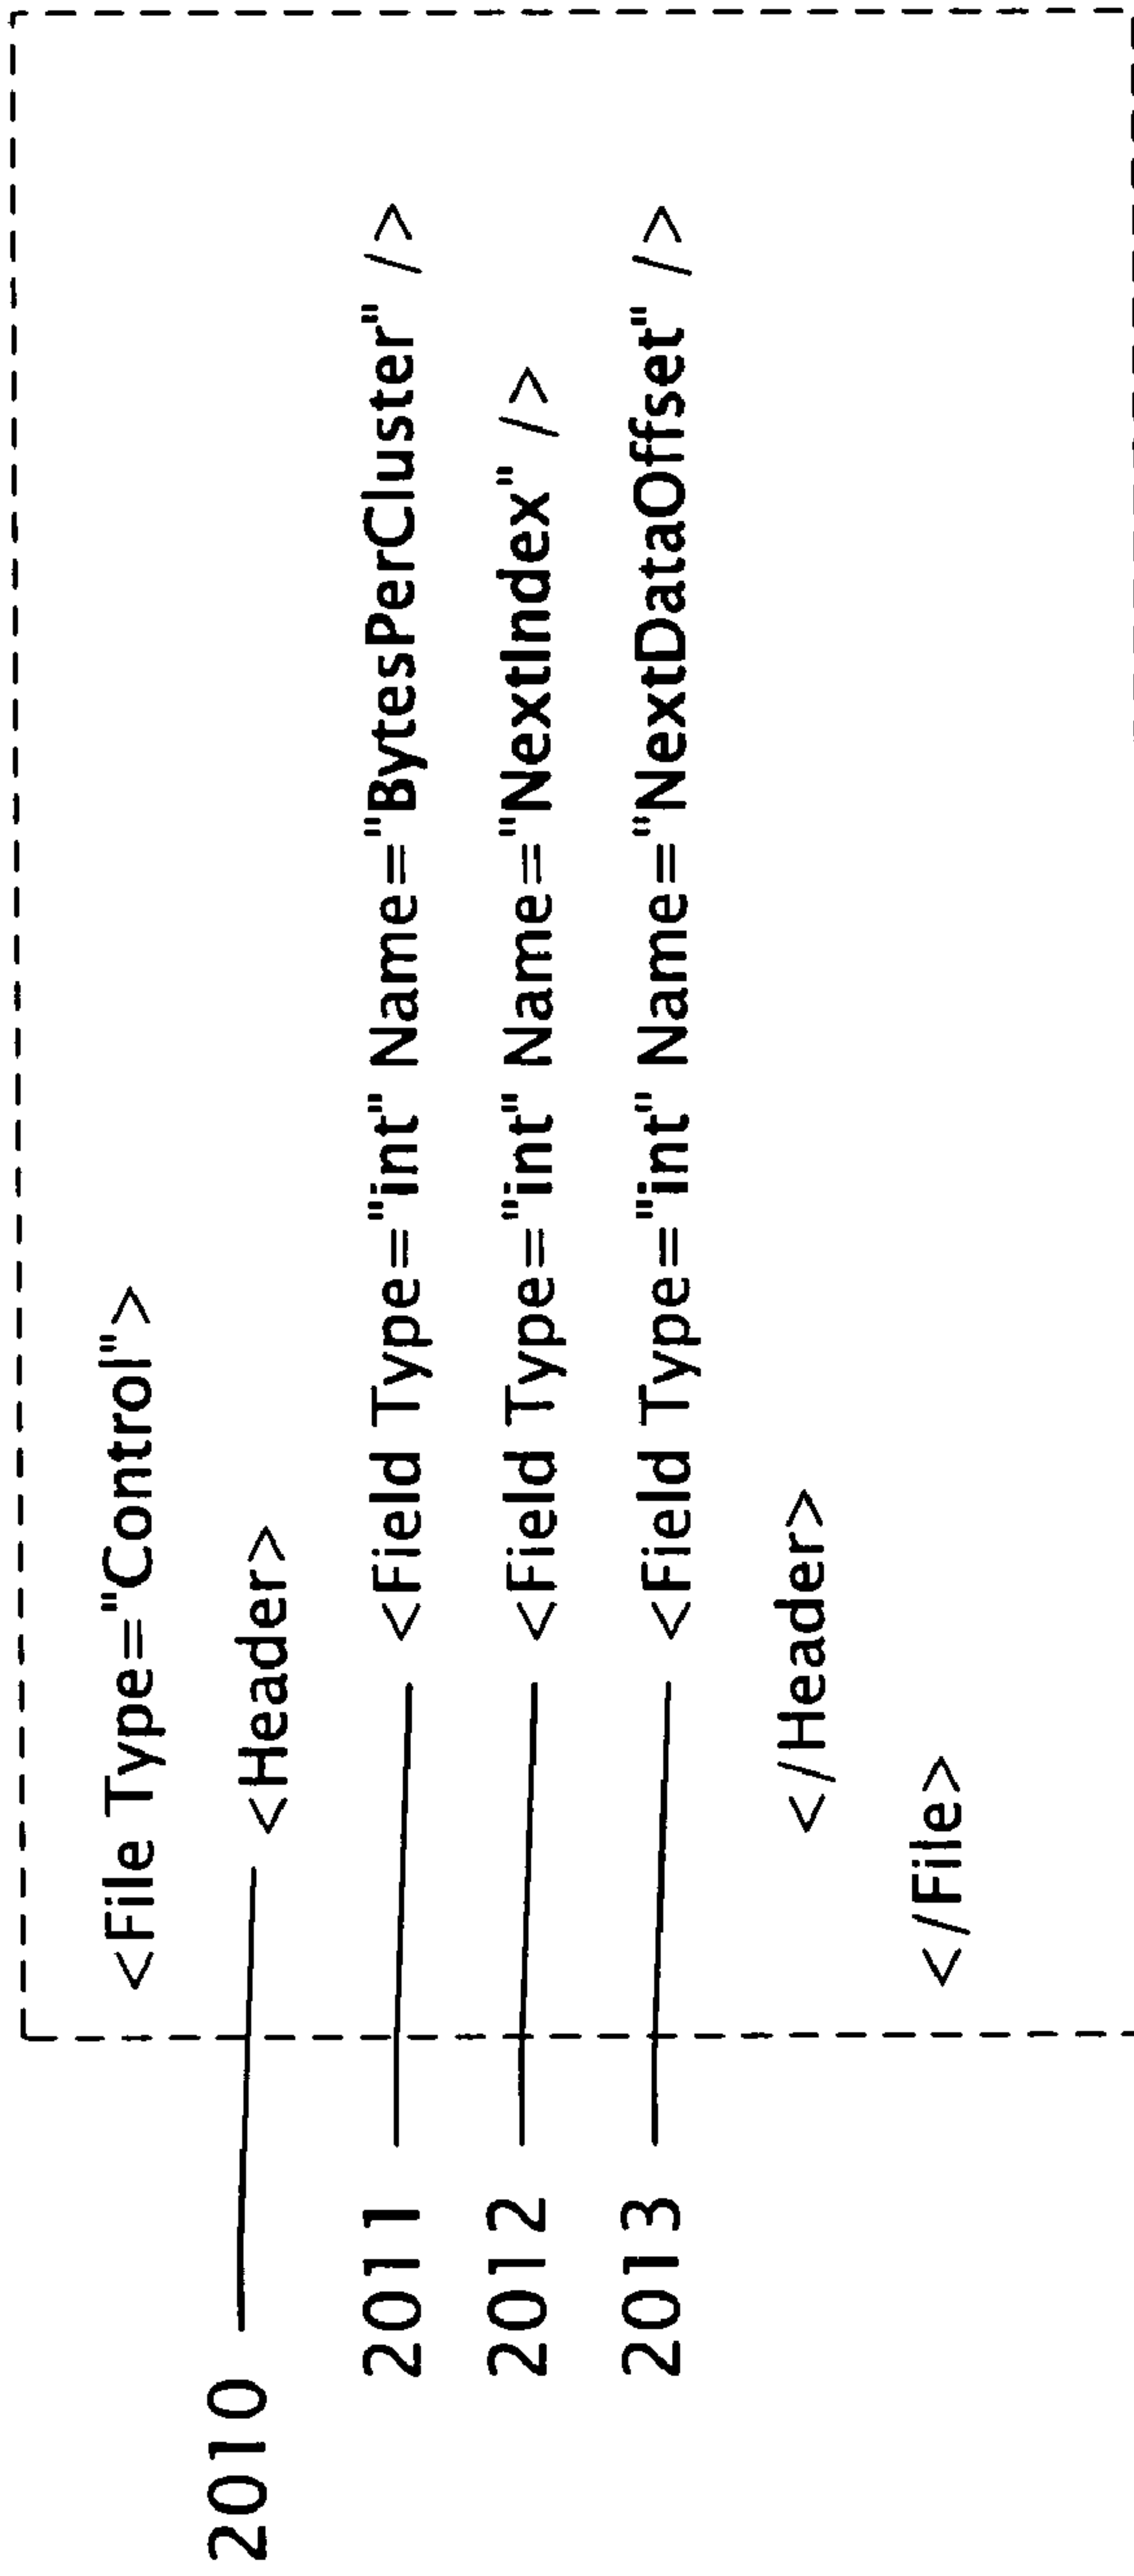 <File Type="Control">
2010 <Header>
2011 <Field Type="int" Name="BytesPerCluster" />
2012 <Field Type="int" Name="NextIndex" />
2013 <Field Type="int" Name="NextDataOffset" />
</Header>
</File>